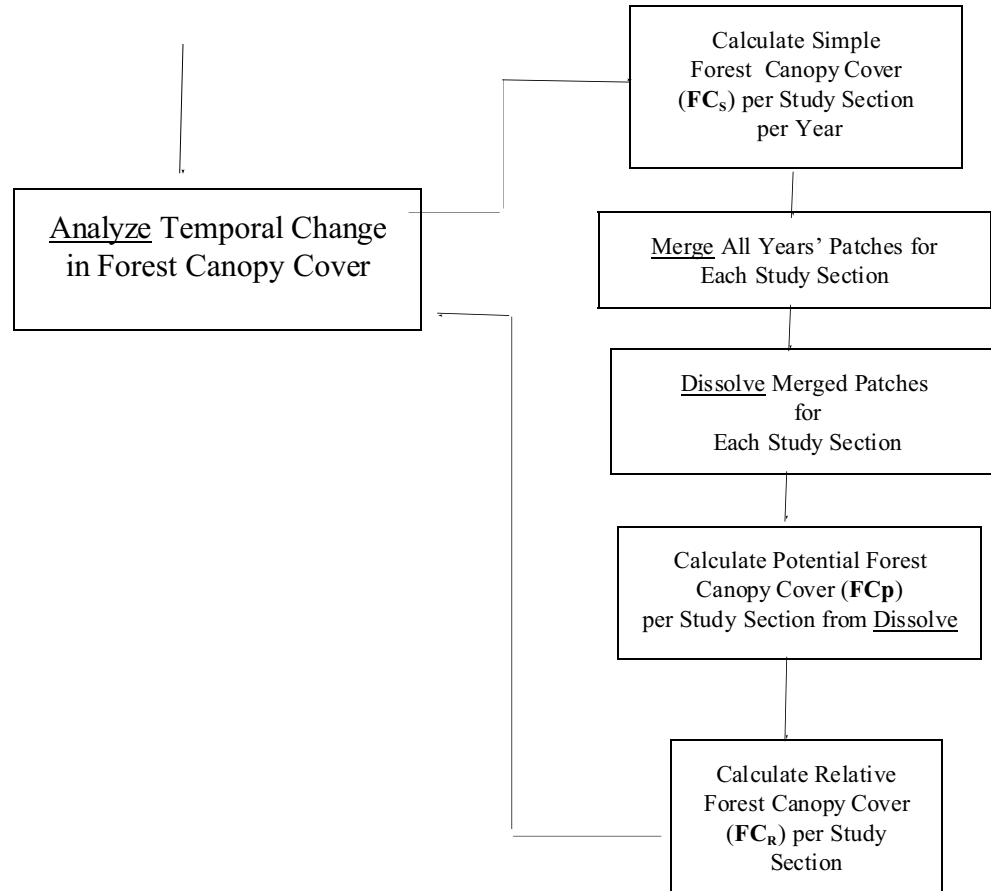 Calculate Simple
Forest Canopy Cover
(FCs) per Study Section
per Year
Analyze Temporal Change
in Forest Canopy Cover
Merge All Years’ Patches for
Each Study Section
Dissolve Merged Patches
for
Each Study Section
Calculate Potential Forest
Canopy Cover (FCp)
per Study Section from Dissolve
Calculate Relative
Forest Canopy Cover
(FCR) per Study
Section